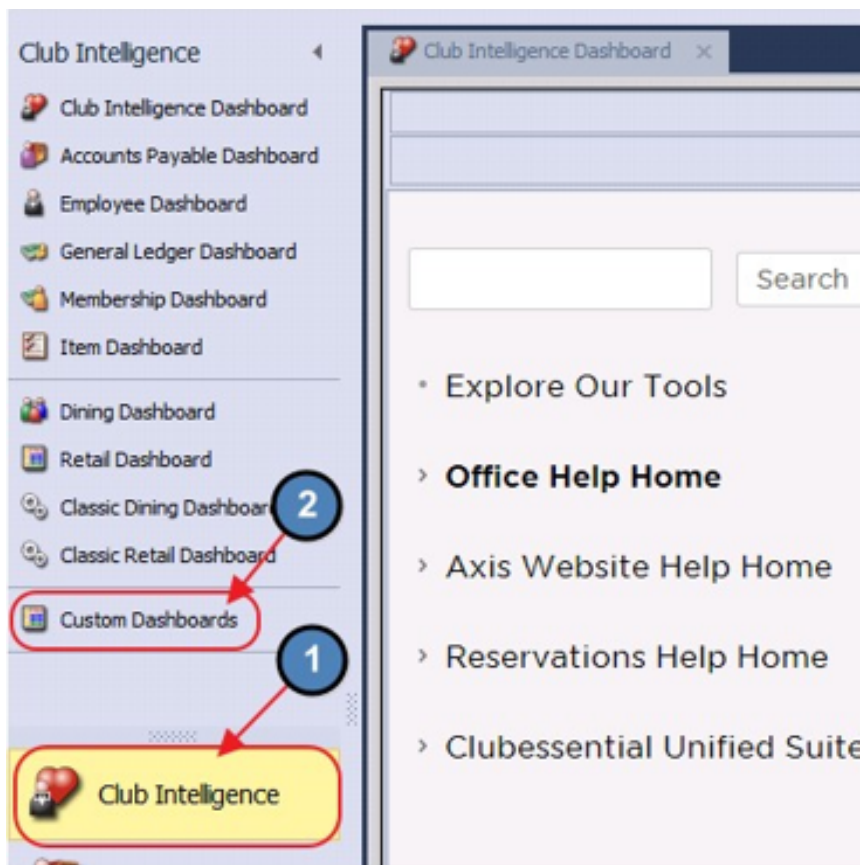 Club Intelligence
Club Intelligence Dashboard
Accounts Payable Dashboard
Employee Dashboard
General Ledger Dashboard
Membership Dashboard
Item Dashboard
Dining Dashboard
Retail Dashboard
Classic Dining Dashboar
2
Classic Retail Dashboard
Custom Dashboards
1
Club Intelligence
Club Intelligence Dashboard ×
Search
• Explore Our Tools
› Office Help Home
› Axis Website Help Home
› Reservations Help Home
› Clubessential Unified Suite